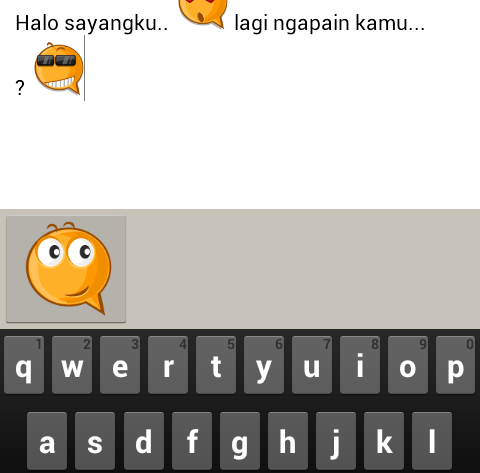 Halo sayangku.. lagi ngapain kamu...
?
1 2 3 4 5 6 7 8 9 0
q w e r t y u i o p
a s d f g h j k l